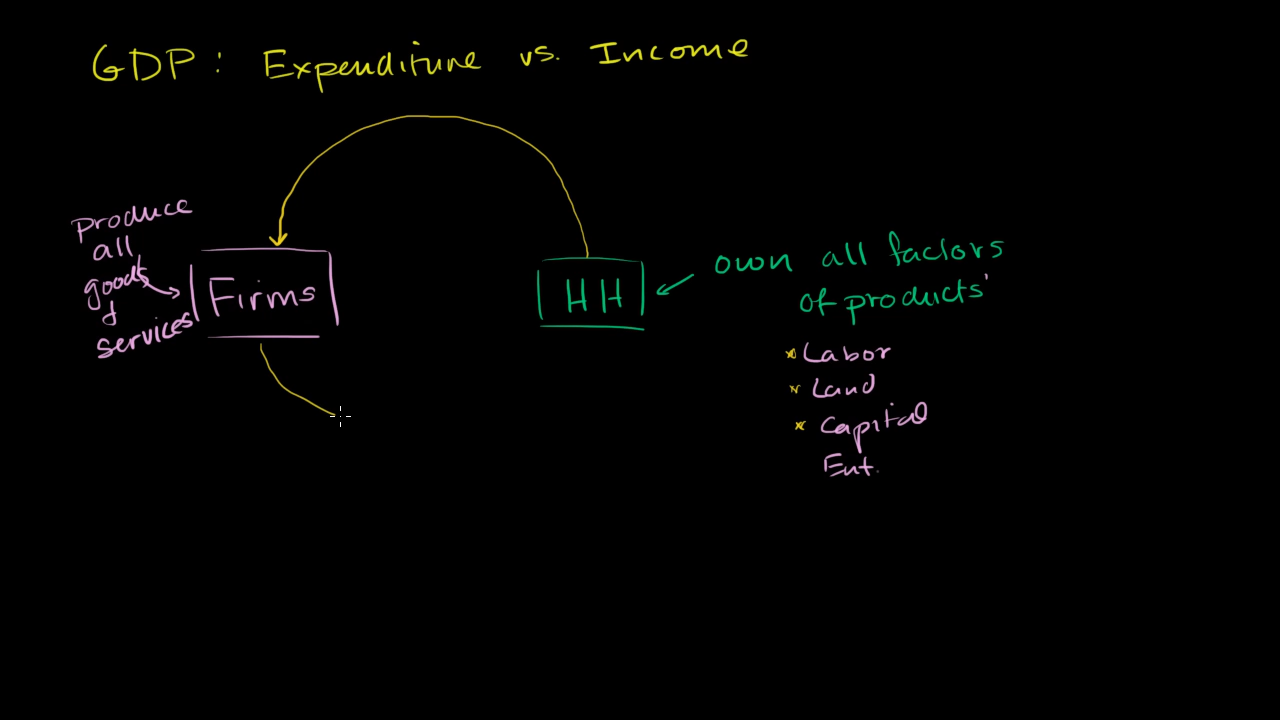 GDP: Expenditure vs. Income
Produce
all
goods
&
services
Firms
HH
own all factors
of products'
* Labor
* Land
* Capital
Ent.